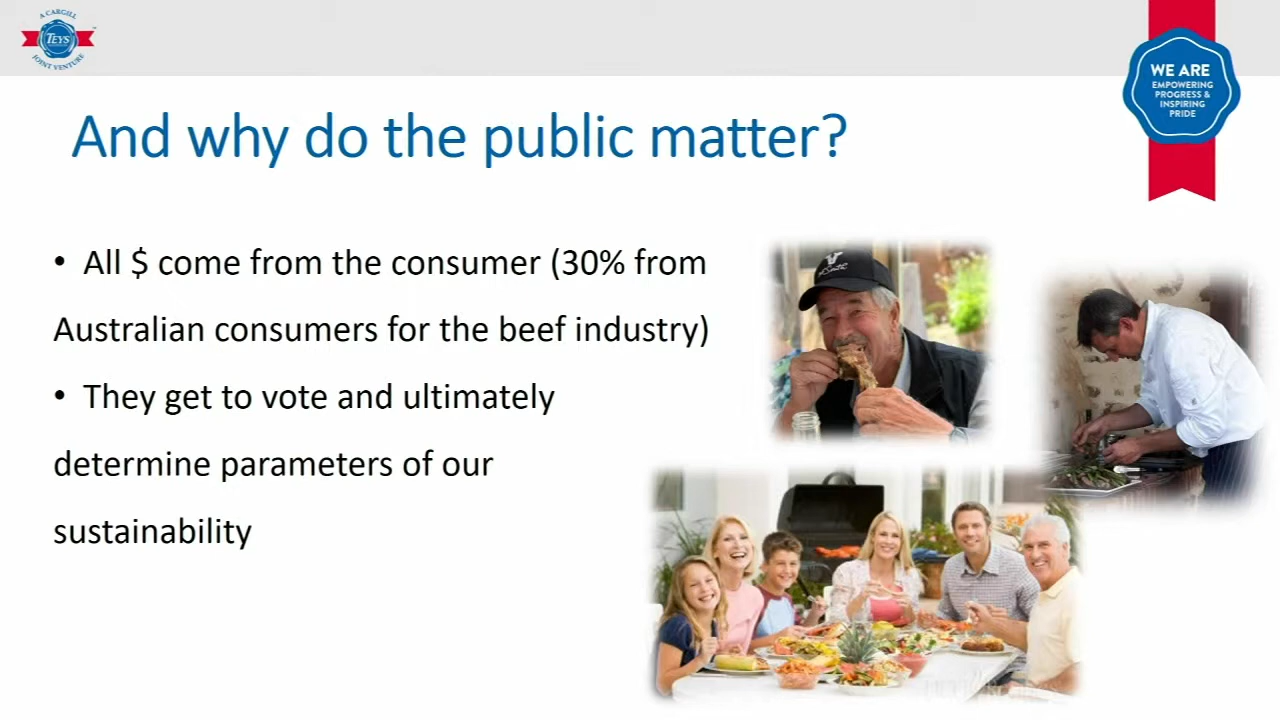 A CARGILL
TEYS
JOINT VENTURE
WE ARE
EMPOWERING
PROGRESS &
INSPIRING
PRIDE
And why do the public matter?
• All $ come from the consumer (30% from
Australian consumers for the beef industry)
• They get to vote and ultimately
determine parameters of our
sustainability